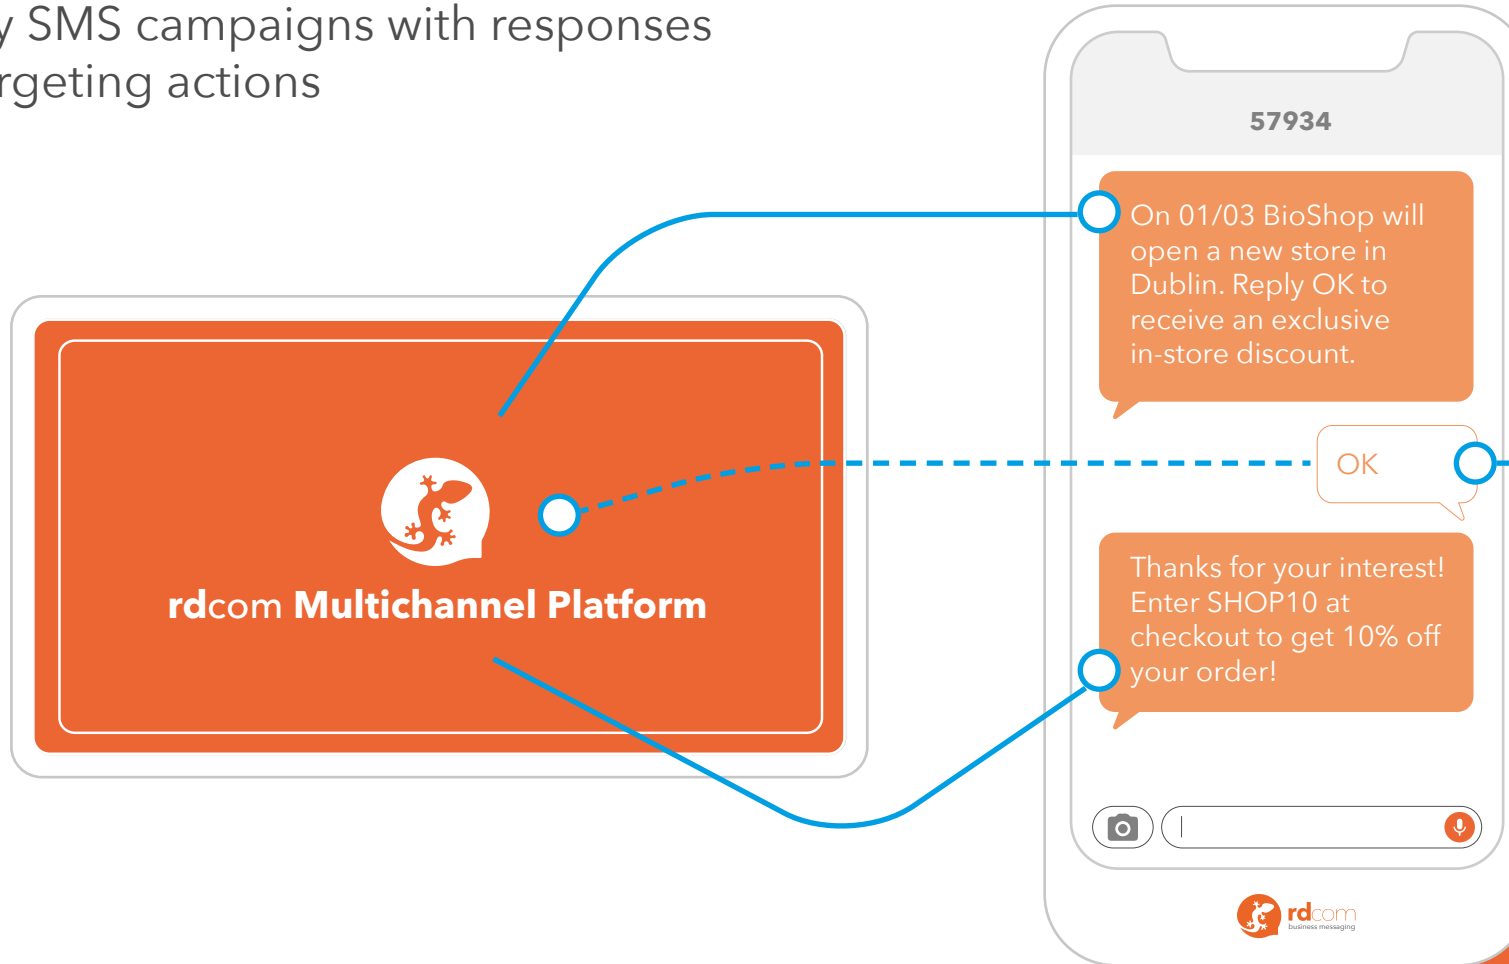 y SMS campaigns with responses
rgeting actions
57934
On 01/03 BioShop will
open a new store in
Dublin. Reply OK to
receive an exclusive
in-store discount.
OK
Thanks for your interest!
Enter SHOP10 at
checkout to get 10% off
your order!
rdcom Multichannel Platform
rdcom
business messaging